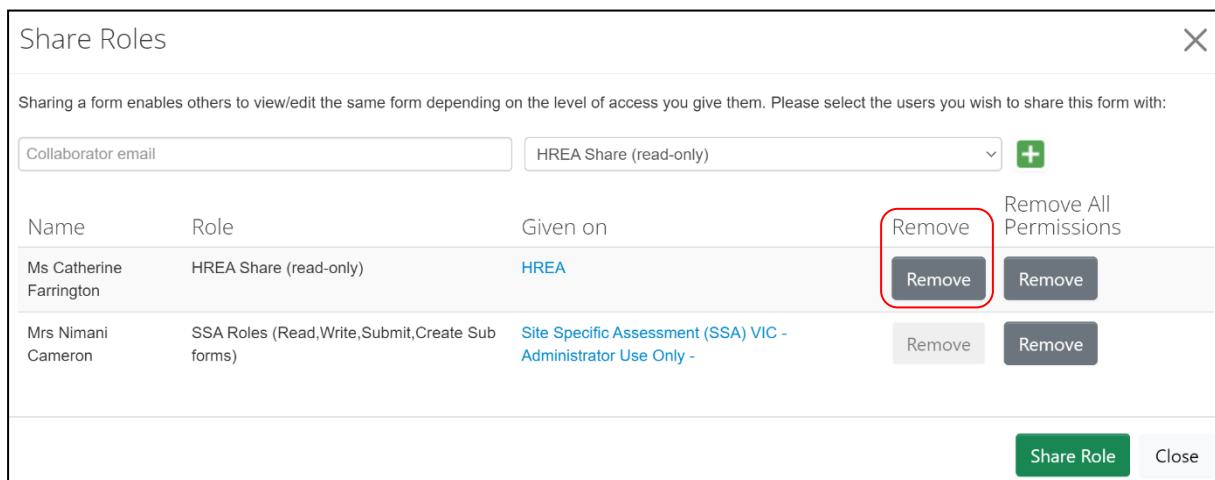 Share Roles
Sharing a form enables others to view/edit the same form depending on the level of access you give them. Please select the users you wish to share this form with:
Collaborator email HREA Share (read-only)
Name Role Given on Remove Remove All
Permissions
Ms Catherine HREA Share (read-only) HREA Remove Remove
Farrington
Mrs Nimani SSA Roles (Read,Write,Submit,Create Sub Site Specific Assessment (SSA) VIC - Remove Remove
Cameron forms) Administrator Use Only -
Share Role Close